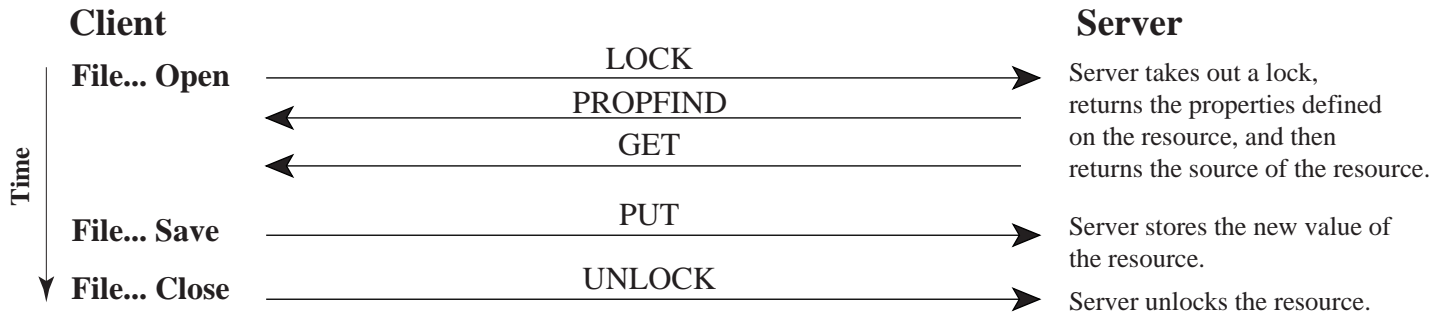 Client
Server
Time
File... Open
LOCK
PROPFIND
GET
Server takes out a lock,
returns the properties defined
on the resource, and then
returns the source of the resource.
File... Save
PUT
Server stores the new value of
the resource.
File... Close
UNLOCK
Server unlocks the resource.